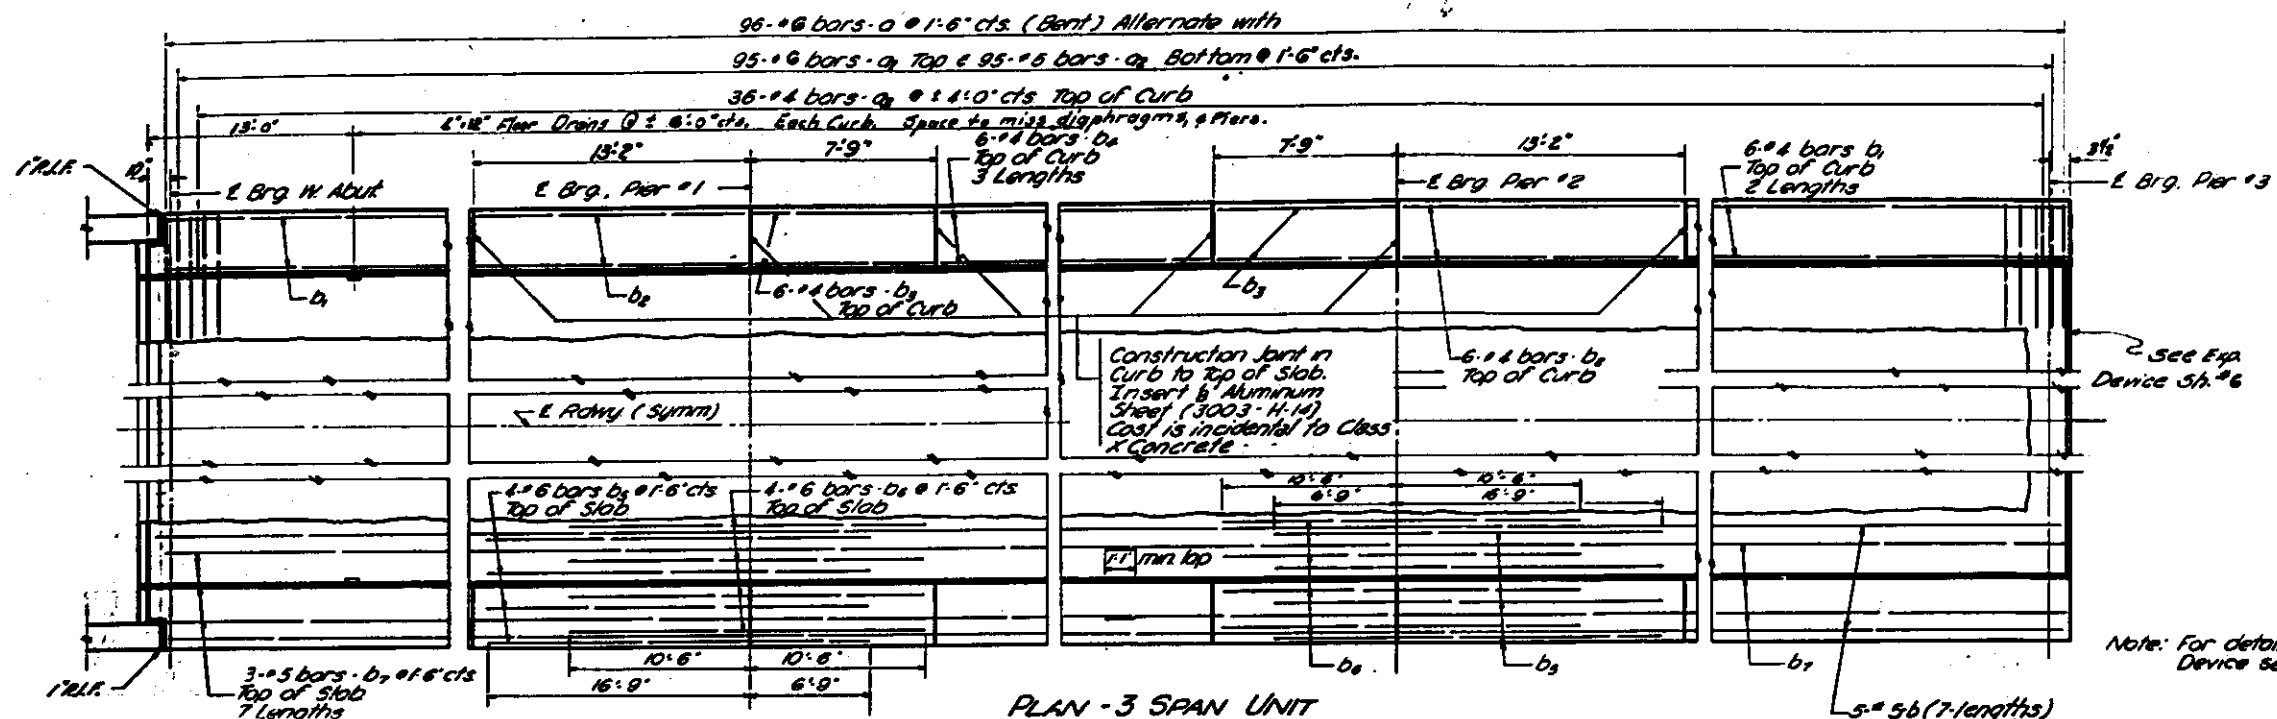 96-#6 bars-a @ 1'-6" cts. (Bent) Alternate with
95-#6 bars-a₁ Top & 95-#5 bars-a₂ Bottom @ 1'-6" cts.
36-#4 bars-a₃ @ ± 4'-0" cts. Top of Curb
13'-0"
Floor Drains @ ± 6'-0" cts. Each Curb. Space to miss diaphragms, & Piers.
1" P.J.F.
10"
℄ Brg. W. Abut.
13'-2"
℄ Brg. Pier #1
7'-9"
6-#4 bars-b₄
Top of Curb
3 Lengths
7'-9"
13'-2"
℄ Brg. Pier #2
6-#4 bars b₁
Top of Curb
2 Lengths
3½"
℄ Brg. Pier #3
b₁
b₂
6-#4 bars-b₃
Top of Curb
b₃
Construction Joint in
Curb to Top of Slab.
Insert ⅛" Aluminum
Sheet (3003-H-14)
Cost is incidental to Class
X Concrete
6-#4 bars-b₂
Top of Curb
See Exp.
Device Sh. #6
℄ Rdwy. (Symm)
4-#6 bars b₅ @ 1'-6" cts
Top of Slab
4-#6 bars-b₆ @ 1'-6" cts.
Top of Slab
10'-6"
10'-6"
6'-9"
16'-9"
1'-1" min. lap
1" P.J.F.
3-#5 bars-b₇ @ 1'-6" cts
Top of Slab
7 Lengths
10'-6"
10'-6"
16'-9"
6'-9"
b₆
b₅
b₇
5-#5 b (7-lengths)
Note: For detai
Device se
PLAN - 3 SPAN UNIT